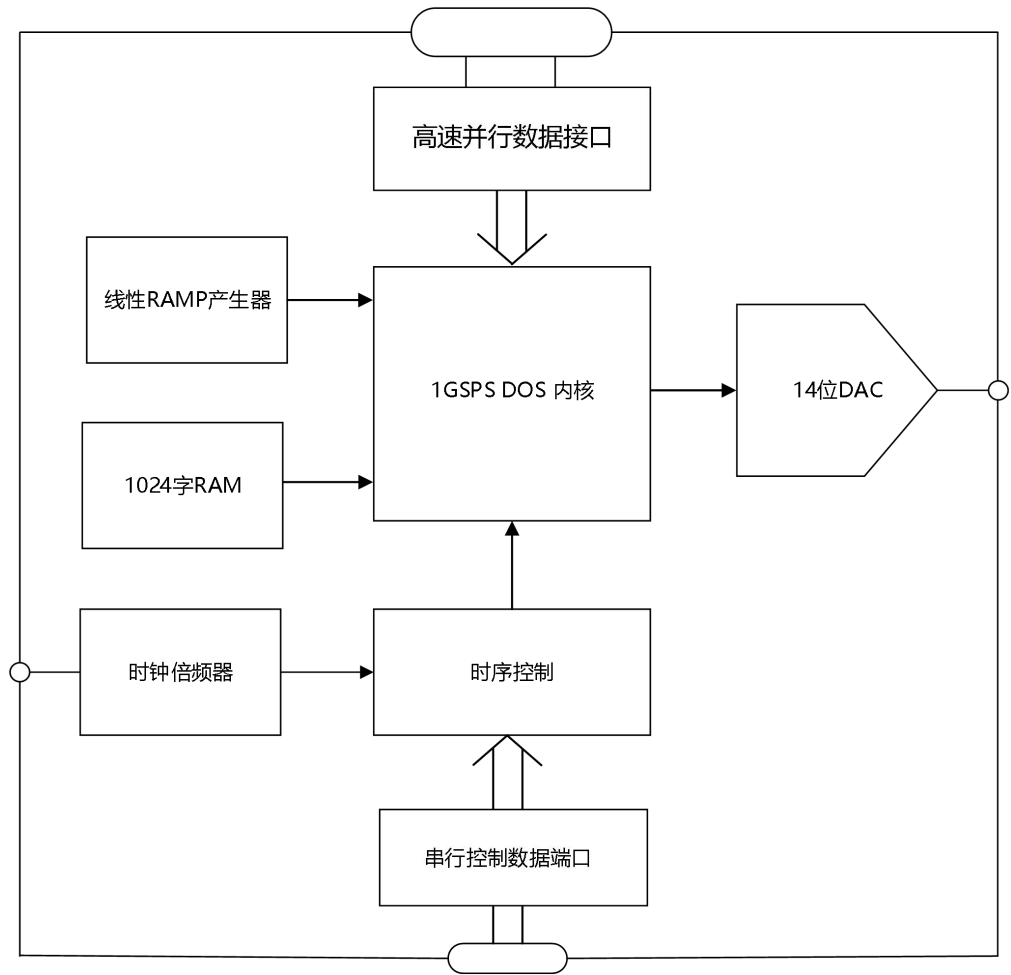 高速并行数据接口
线性RAMP产生器
1GSPS DOS 内核
14位DAC
1024字RAM
时钟倍频器
时序控制
串行控制数据端口